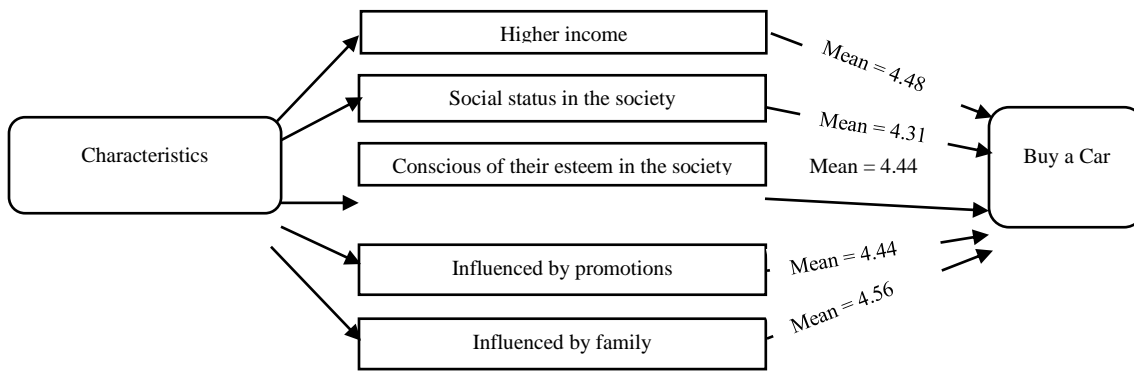 Higher income
Mean = 4.48
Social status in the society
Mean = 4.31
Characteristics
Conscious of their esteem in the society
Mean = 4.44
Buy a Car
Influenced by promotions
Mean = 4.44
Influenced by family
Mean = 4.56